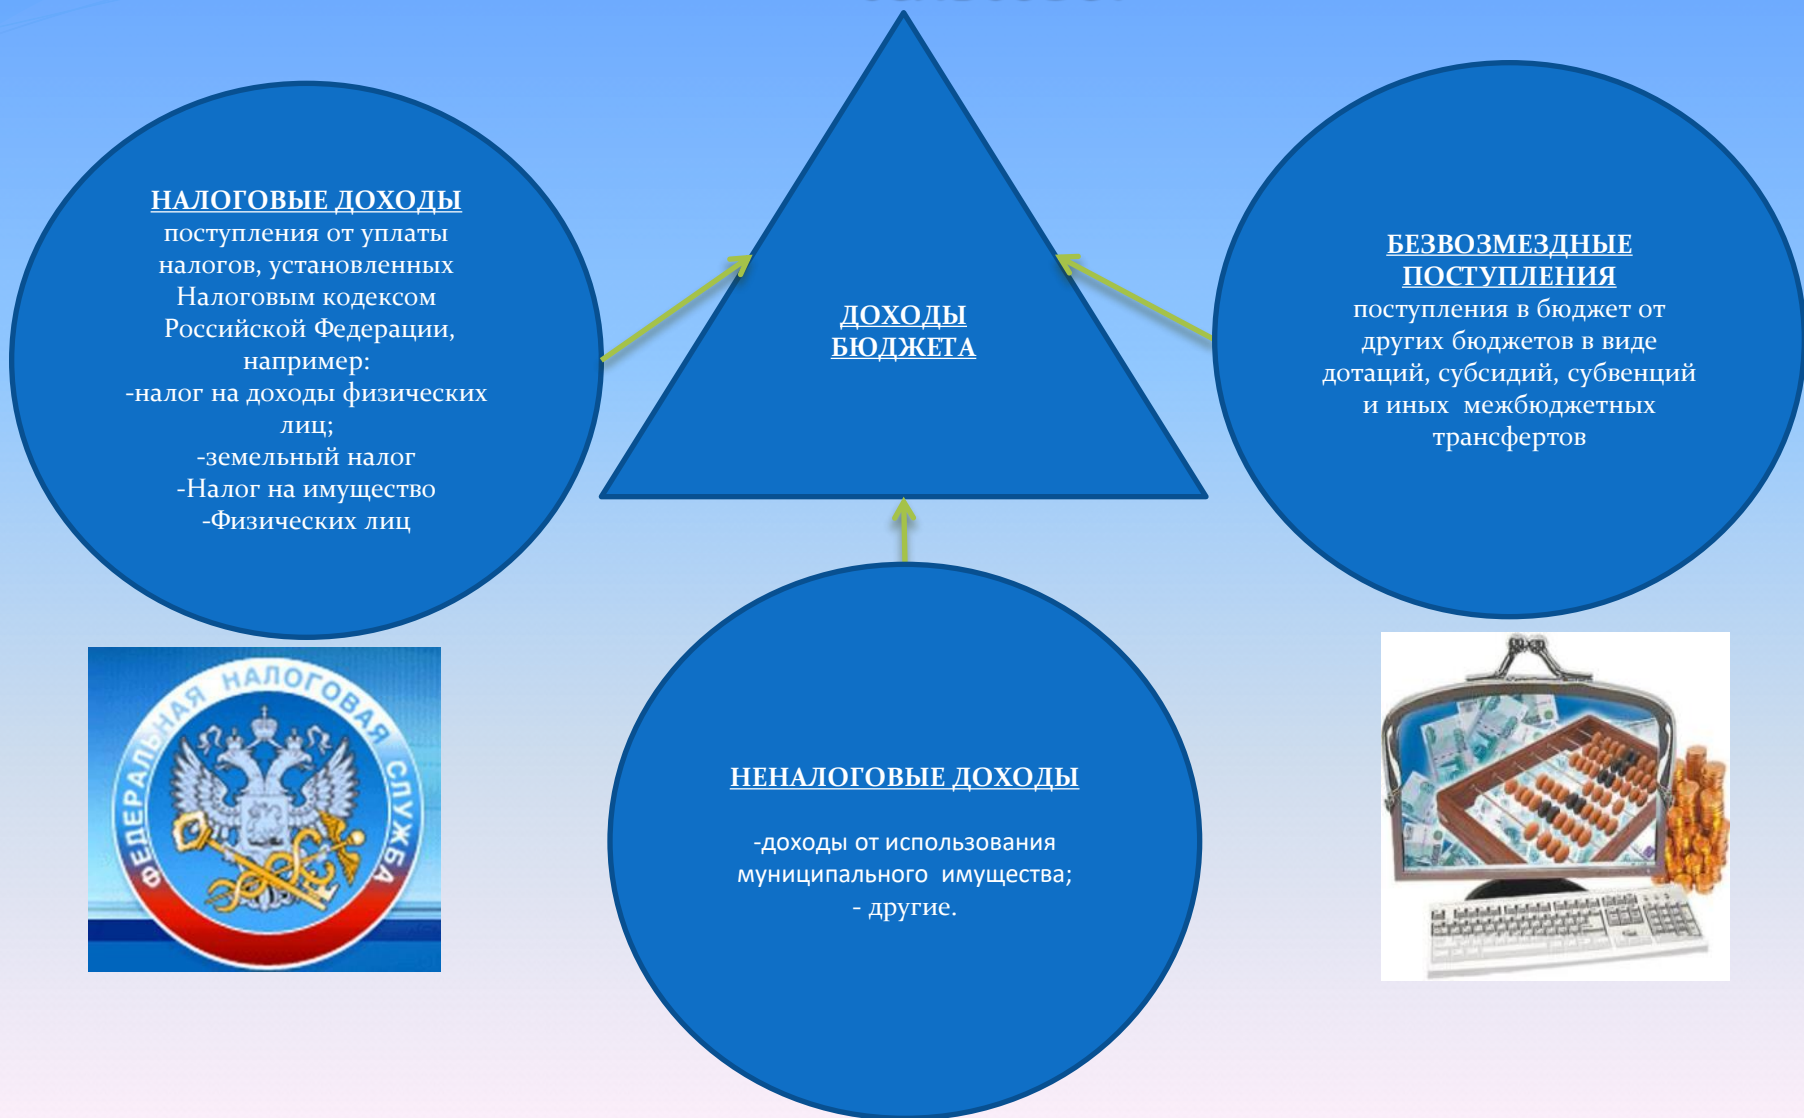 НАЛОГОВЫЕ ДОХОДЫ
поступления от уплаты
налогов, установленных
Налоговым кодексом
Российской Федерации,
например:
-налог на доходы физических
лиц;
-земельный налог
-Налог на имущество
-Физических лиц
ДОХОДЫ
БЮДЖЕТА
БЕЗВОЗМЕЗДНЫЕ
ПОСТУПЛЕНИЯ
поступления в бюджет от
других бюджетов в виде
дотаций, субсидий, субвенций
и иных межбюджетных
трансфертов
НЕНАЛОГОВЫЕ ДОХОДЫ
-доходы от использования
муниципального имущества;
- другие.
ФЕДЕРАЛЬНАЯ НАЛОГОВАЯ СЛУЖБА